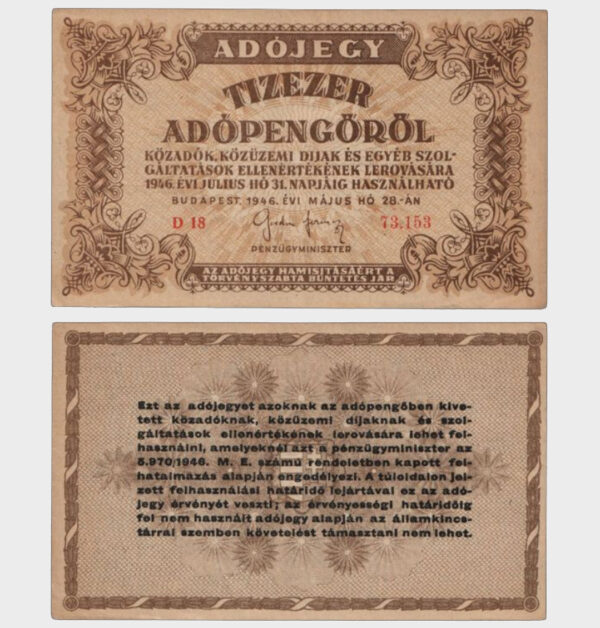 ADÓJEGY
TIZEZER
ADÓPENGŐRŐL
KÖZADÓK, KÖZÜZEMI DIJAK ÉS EGYÉB SZOL-
GÁLTATÁSOK ELLENÉRTÉKÉNEK LEROVÁSÁRA
1946. ÉVI JULIUS HÓ 31. NAPJÁIG HASZNÁLHATÓ
BUDAPEST, 1946. ÉVI MÁJUS HÓ 28.-ÁN
D 18 73.153
PÉNZÜGYMINISZTER
AZ ADÓJEGY HAMISITÁSÁÉRT A
TÖRVÉNYSZABTA BÜNTETÉS JÁR
Ezt az adójegyet azoknak az adópengőben kive-
tett közadóknak, közüzemi díjaknak és szol-
gáltatások ellenértékének lerovására lehet fel-
használni, amelyeknél azt a pénzügyminiszter az
5.970/1946. M. E. számú rendeletben kapott fel-
hatalmazás alapján engedélyezi. A túloldalon jel-
zett felhasználási határidő lejártával ez az adó-
jegy érvényét veszti; az érvényességi határidőig
fel nem használt adójegy alapján az államkincs-
tárral szemben követelést támasztani nem lehet.